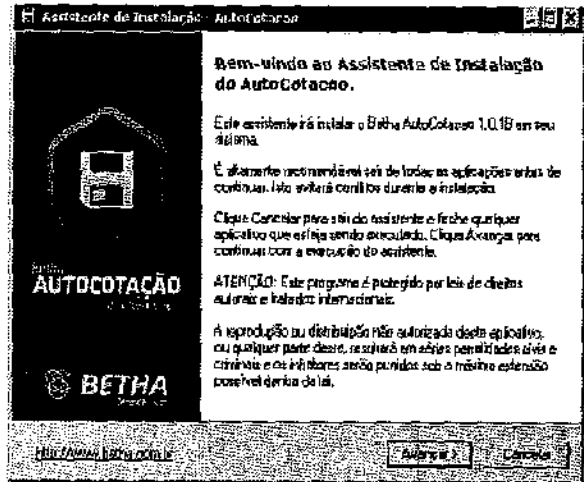 Assistente de Instalação - AutoCotacao
Bem-vindo ao Assistente de Instalação
do AutoCotacao.
Este assistente irá instalar o Betha AutoCotacao 1.0.18 em seu
sistema.
É altamente recomendável sair de todas as aplicações antes de
continuar. Isto evitará conflitos durante a instalação.
Clique Cancelar para sair do assistente e feche qualquer
aplicativo que esteja sendo executado. Clique Avançar para
continuar com a execução do assistente.
ATENÇÃO: Este programa é protegido por leis de direitos
autorais e tratados internacionais.
A reprodução ou distribuição não autorizada deste aplicativo,
ou qualquer parte deste, resultará em sérias penalidades civis e
criminais e os infratores serão punidos sob a máxima extensão
possível dentro da lei.
AUTOCOTAÇÃO
BETHA
http://www.betha.com.br
Avançar >
Cancelar